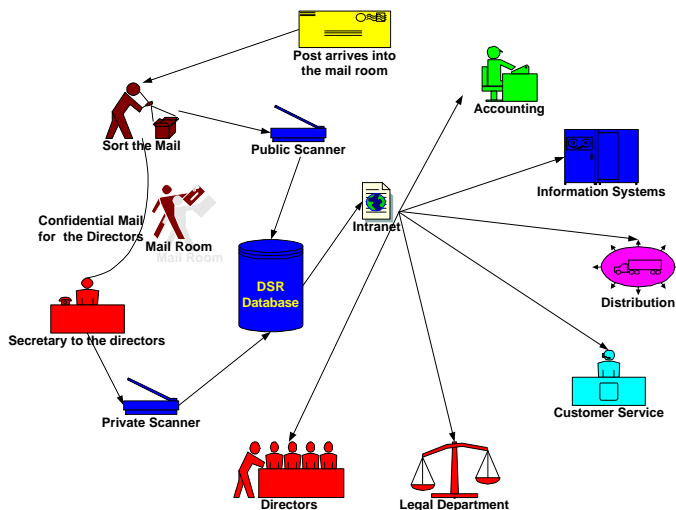 Post arrives into
the mail room
Accounting
Sort the Mail
Public Scanner
Information Systems
Confidential Mail
for the Directors
Mail Room
Mail Room
Intranet
DSR
Database
Distribution
Secretary to the directors
Customer Service
Private Scanner
Directors
Legal Department